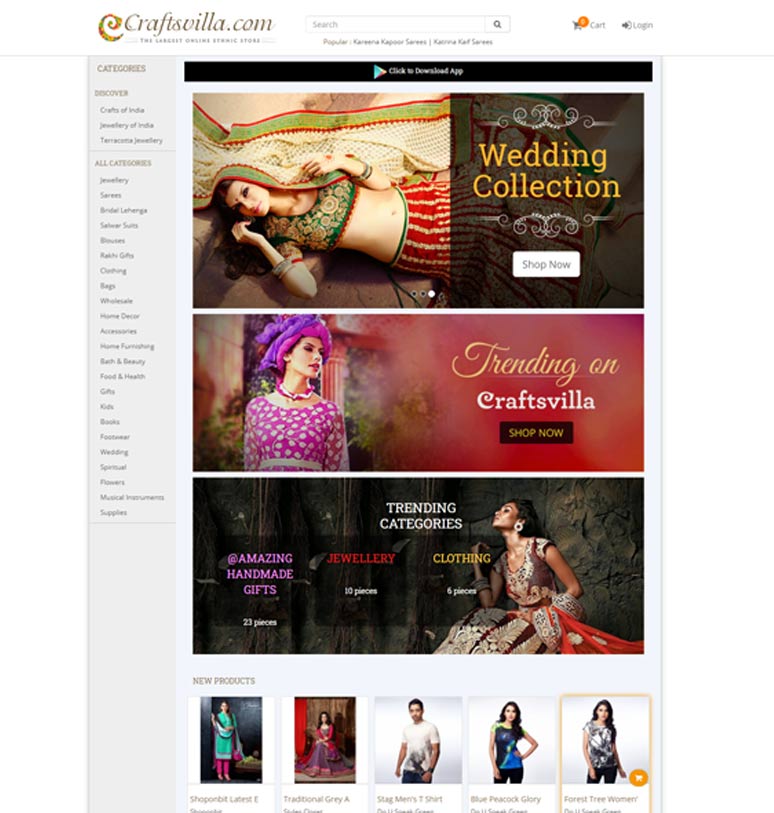 Craftsvilla.com
THE LARGEST ONLINE ETHNIC STORE
Search
Popular : Kareena Kapoor Sarees | Katrina Kaif Sarees
0 Cart
Login
CATEGORIES
DISCOVER
Crafts of India
Jewellery of India
Terracotta Jewellery
ALL CATEGORIES
Jewellery
Sarees
Bridal Lehenga
Salwar Suits
Blouses
Rakhi Gifts
Clothing
Bags
Wholesale
Home Decor
Accessories
Home Furnishing
Bath & Beauty
Food & Health
Gifts
Kids
Books
Footwear
Wedding
Spiritual
Flowers
Musical Instruments
Supplies
Click to Download App
Wedding
Collection
Shop Now
Trending on
Craftsvilla
SHOP NOW
TRENDING
CATEGORIES
@AMAZING
HANDMADE
GIFTS
23 pieces
JEWELLERY
10 pieces
CLOTHING
6 pieces
NEW PRODUCTS
Shoponbit Latest E
Shoponbit
Traditional Grey A
Styles Closet
Stag Men's T Shirt
Do U Speak Green
Blue Peacock Glory
Do U Speak Green
Forest Tree Women'
Do U Speak Green